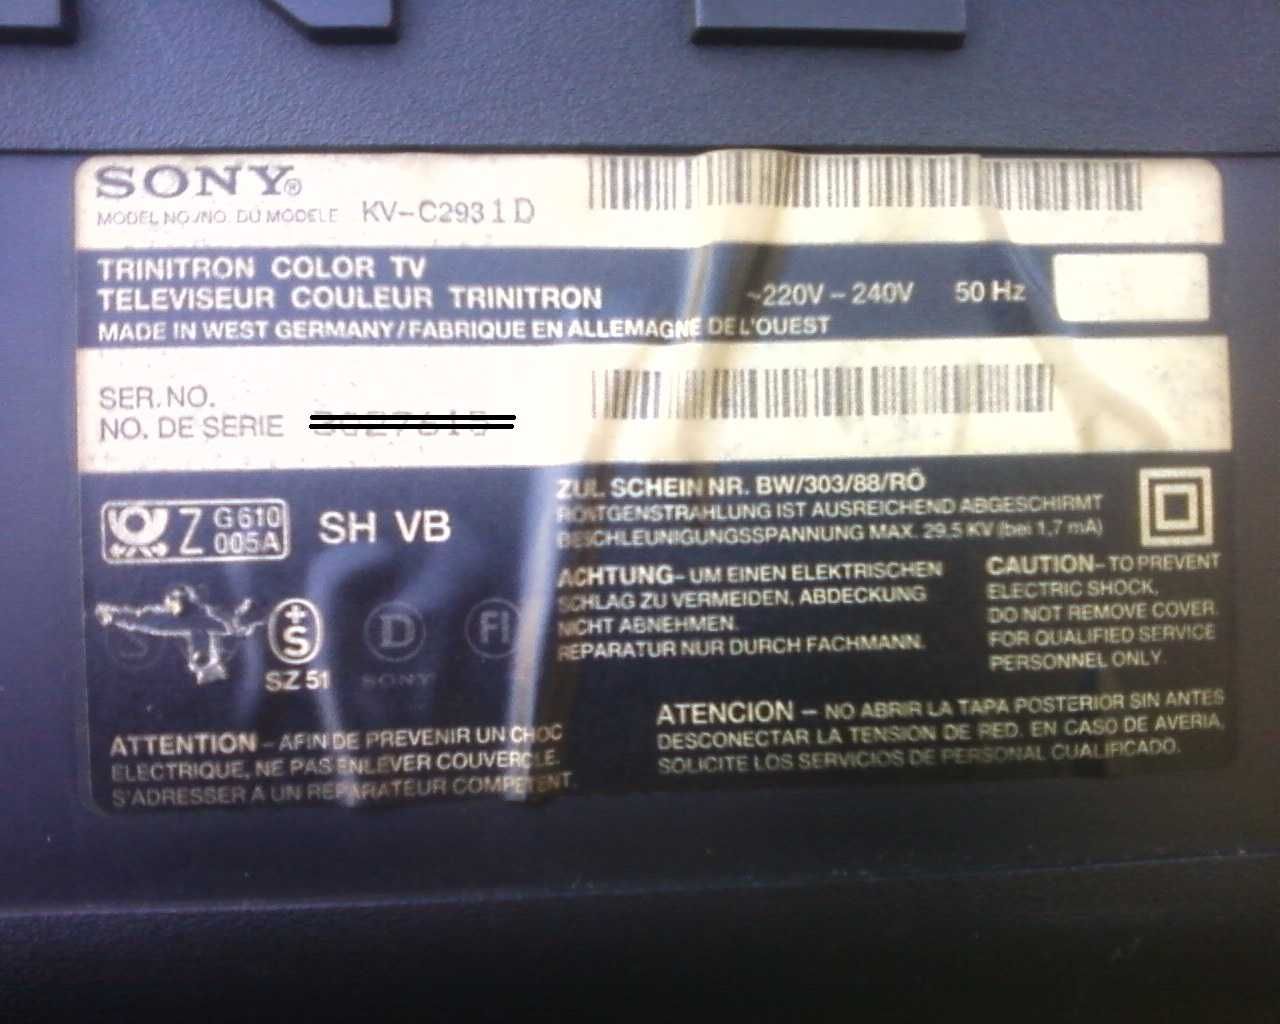 SONY®
MODEL NO./NO. DU MODELE KV-C2931D
TRINITRON COLOR TV
TELEVISEUR COULEUR TRINITRON
~220V – 240V 50 Hz
MADE IN WEST GERMANY/FABRIQUE EN ALLEMAGNE DE L'OUEST
SER. NO.
NO. DE SERIE
Z G610
005A
SH VB
S
SZ 51
D
SONY
FI
ZUL. SCHEIN NR. BW/303/88/RÖ
RÖNTGENSTRAHLUNG IST AUSREICHEND ABGESCHIRMT
BESCHLEUNIGUNGSSPANNUNG MAX. 29,5 KV (bei 1,7 mA)
ACHTUNG– UM EINEN ELEKTRISCHEN
SCHLAG ZU VERMEIDEN. ABDECKUNG
NICHT ABNEHMEN.
REPARATUR NUR DURCH FACHMANN.
CAUTION– TO PREVENT
ELECTRIC SHOCK,
DO NOT REMOVE COVER.
FOR QUALIFIED SERVICE
PERSONNEL ONLY.
ATTENTION – AFIN DE PREVENIR UN CHOC
ELECTRIQUE, NE PAS ENLEVER COUVERCLE.
S'ADRESSER A UN REPARATEUR COMPETENT.
ATENCION – NO ABRIR LA TAPA POSTERIOR SIN ANTES
DESCONECTAR LA TENSION DE RED. EN CASO DE AVERIA,
SOLICITE LOS SERVICIOS DE PERSONAL CUALIFICADO.